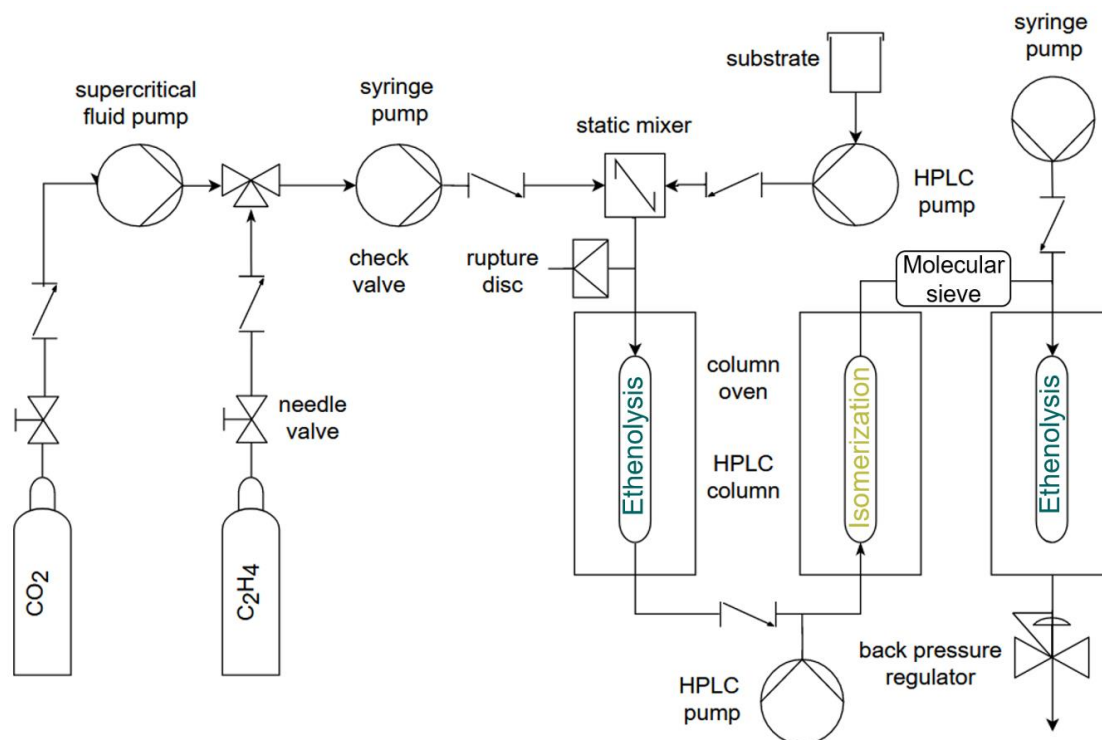 supercritical
fluid pump
syringe
pump
static mixer
substrate
syringe
pump
HPLC
pump
check
valve
rupture
disc
Molecular
sieve
needle
valve
column
oven
HPLC
column
Ethenolysis
Isomerization
Ethenolysis
CO2
C2H4
HPLC
pump
back pressure
regulator